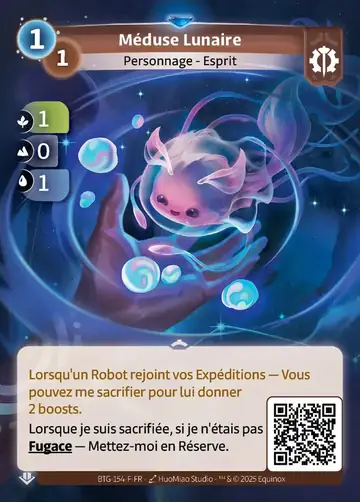 1
1
Méduse Lunaire
Personnage - Esprit
1
0
1
Lorsqu'un Robot rejoint vos Expéditions — Vous
pouvez me sacrifier pour lui donner
2 boosts.
Lorsque je suis sacrifiée, si je n'étais pas
Fugace — Mettez-moi en Réserve.
BTG-154-F-FR - HuoMiao Studio - ™ & © 2025 Equinox